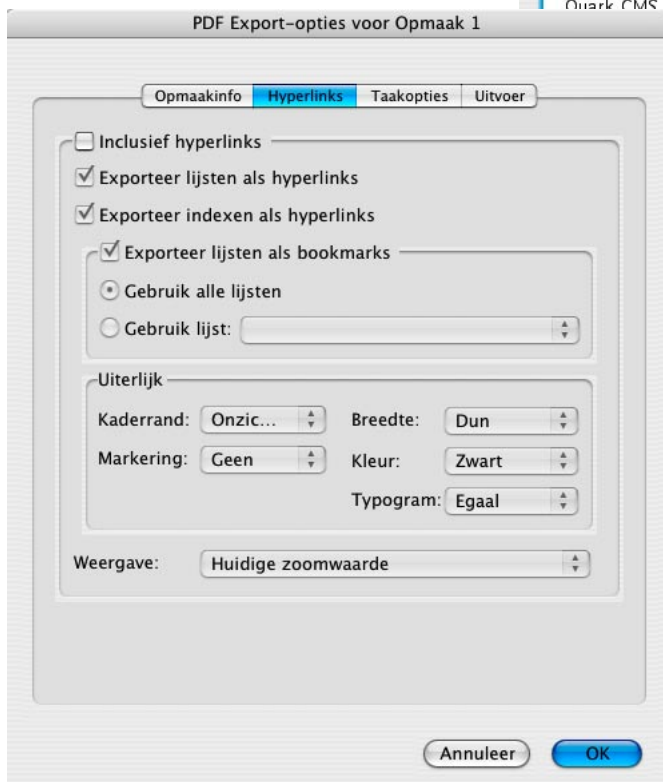 Quark CMS
PDF Export-opties voor Opmaak 1
Opmaakinfo Hyperlinks Taakopties Uitvoer
Inclusief hyperlinks
Exporteer lijsten als hyperlinks
Exporteer indexen als hyperlinks
Exporteer lijsten als bookmarks
Gebruik alle lijsten
Gebruik lijst:
Uiterlijk
Kaderrand: Onzic... Breedte: Dun
Markering: Geen Kleur: Zwart
Typogram: Egaal
Weergave: Huidige zoomwaarde
Annuleer OK